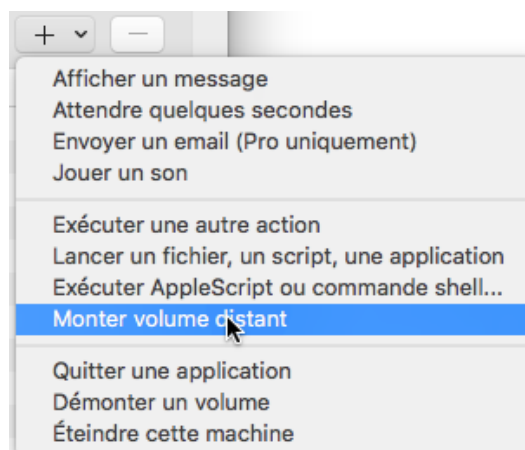 Afficher un message
Attendre quelques secondes
Envoyer un email (Pro uniquement)
Jouer un son
Exécuter une autre action
Lancer un fichier, un script, une application
Exécuter AppleScript ou commande shell...
Monter volume distant
Quitter une application
Démonter un volume
Éteindre cette machine